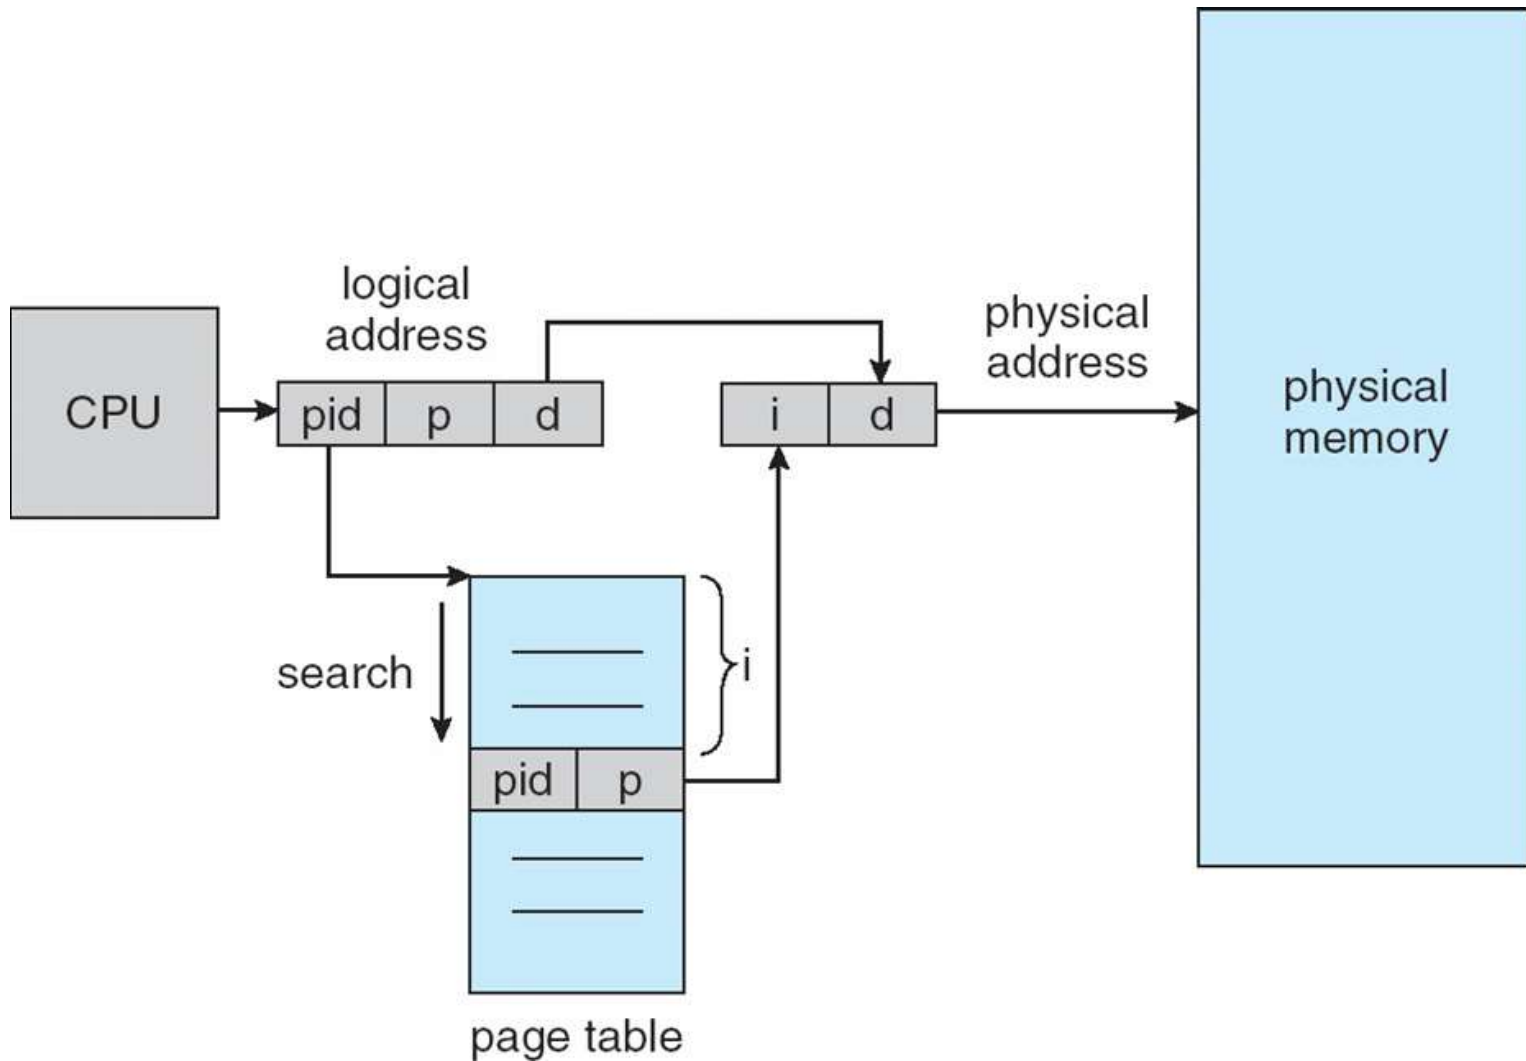 logical
address
physical
address
CPU
pid p d
i d
physical
memory
search
i
pid p
page table